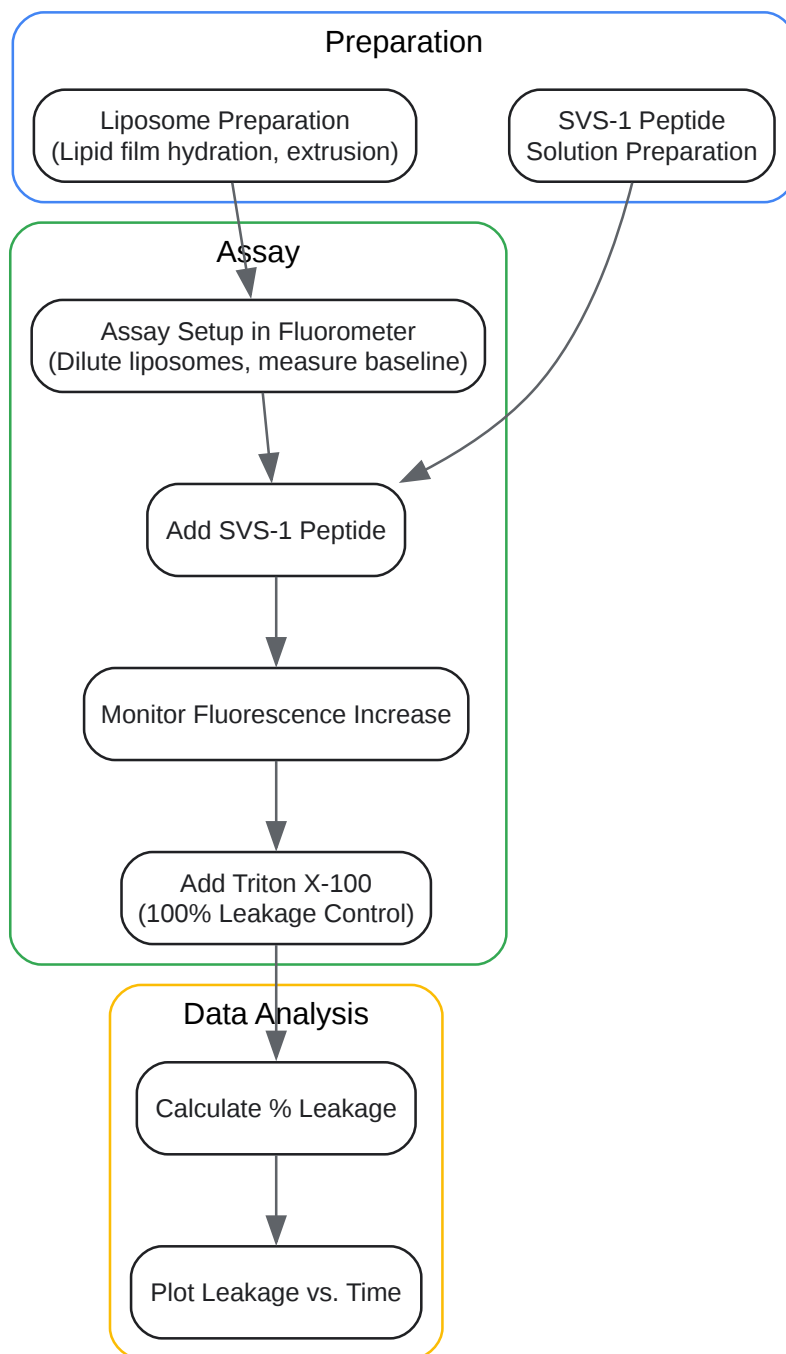 Preparation
Liposome Preparation
(Lipid film hydration, extrusion)
SVS-1 Peptide
Solution Preparation
Assay
Assay Setup in Fluorometer
(Dilute liposomes, measure baseline)
Add SVS-1 Peptide
Monitor Fluorescence Increase
Add Triton X-100
(100% Leakage Control)
Data Analysis
Calculate % Leakage
Plot Leakage vs. Time